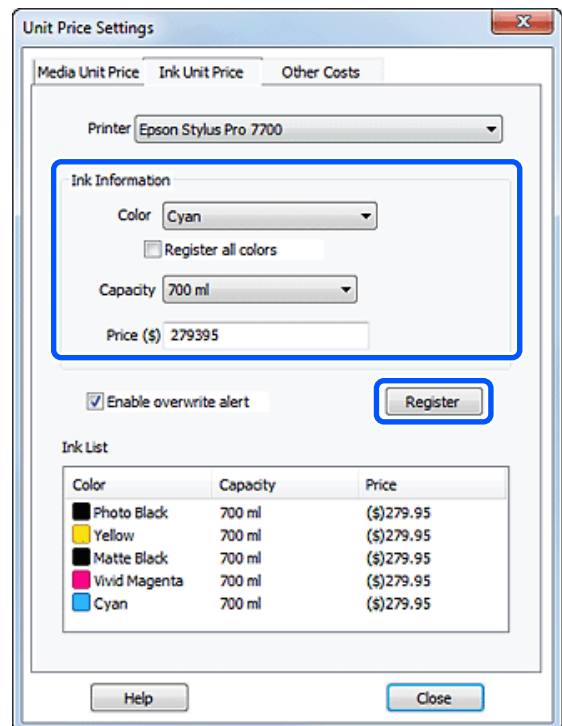 Unit Price Settings
Media Unit Price Ink Unit Price Other Costs
Printer Epson Stylus Pro 7700
Ink Information
Color Cyan
Register all colors
Capacity 700 ml
Price ($) 279395
Enable overwrite alert Register
Ink List
Color Capacity Price
Photo Black 700 ml ($)279.95
Yellow 700 ml ($)279.95
Matte Black 700 ml ($)279.95
Vivid Magenta 700 ml ($)279.95
Cyan 700 ml ($)279.95
Help Close